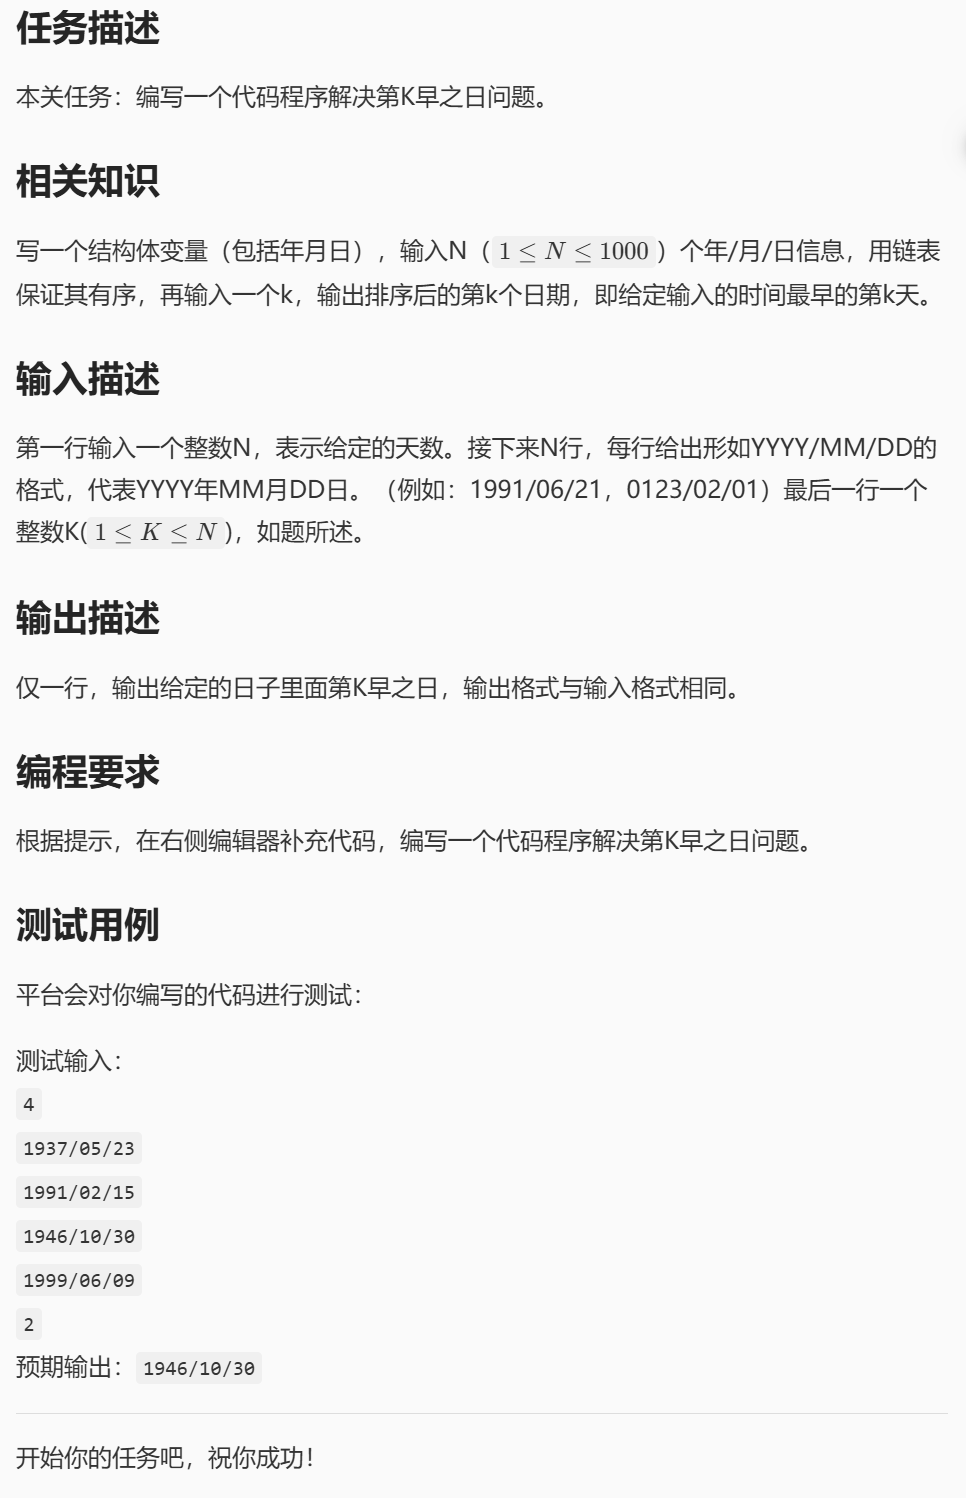 任务描述
本关任务：编写一个代码程序解决第K早之日问题。
相关知识
写一个结构体变量（包括年月日），输入N（1 ≤ N ≤ 1000）个年/月/日信息，用链表
保证其有序，再输入一个k，输出排序后的第k个日期，即给定输入的时间最早的第k天。
输入描述
第一行输入一个整数N，表示给定的天数。接下来N行，每行给出形如YYYY/MM/DD的
格式，代表YYYY年MM月DD日。（例如：1991/06/21，0123/02/01）最后一行一个
整数K(1 ≤ K ≤ N)，如题所述。
输出描述
仅一行，输出给定的日子里面第K早之日，输出格式与输入格式相同。
编程要求
根据提示，在右侧编辑器补充代码，编写一个代码程序解决第K早之日问题。
测试用例
平台会对你编写的代码进行测试：
测试输入：
4
1937/05/23
1991/02/15
1946/10/30
1999/06/09
2
预期输出：1946/10/30
开始你的任务吧，祝你成功！